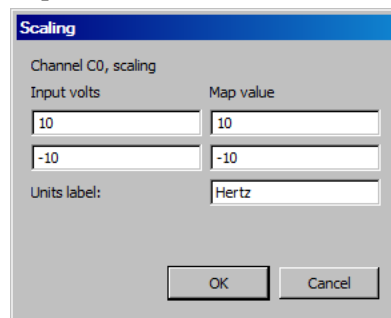 Scaling
Channel C0, scaling
Input volts Map value
10 10
-10 -10
Units label: Hertz
OK Cancel